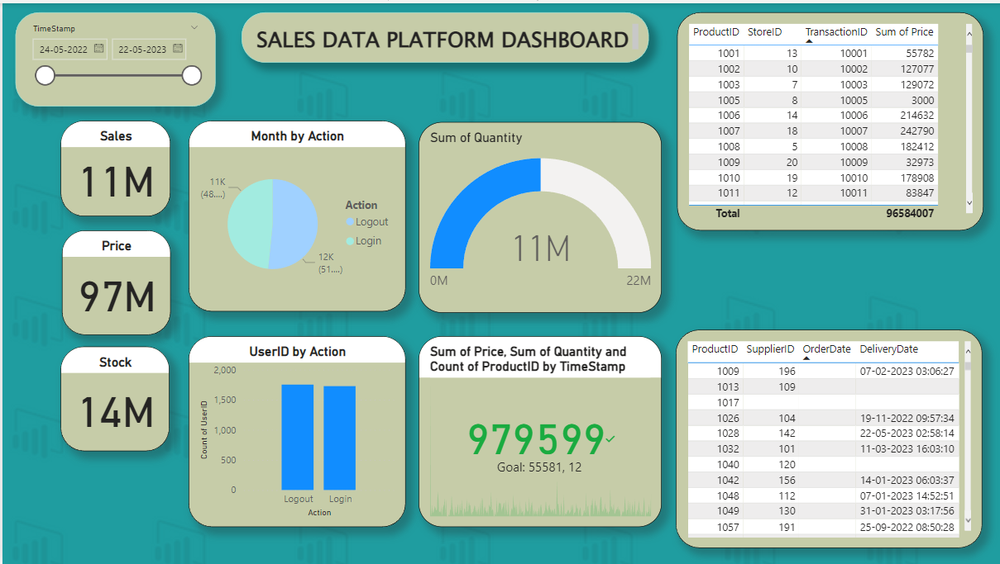 TimeStamp
24-05-2022 22-05-2023
SALES DATA PLATFORM DASHBOARD
Sales
11M
Price
97M
Stock
14M
Month by Action
11K
(48....)
12K
(51....)
Action
Logout
Login
Sum of Quantity
11M
0M 22M
ProductID StoreID TransactionID Sum of Price
1001 13 10001 55782
1002 10 10002 127077
1003 7 10003 129072
1005 8 10005 3000
1006 14 10006 214632
1007 18 10007 242790
1008 5 10008 182412
1009 20 10009 32973
1010 19 10010 178908
1011 12 10011 83847
Total 96584007
UserID by Action
2,000
1,500
1,000
500
0
Count of UserID
Logout Login
Action
Sum of Price, Sum of Quantity and
Count of ProductID by TimeStamp
979599
Goal: 55581, 12
ProductID SupplierID OrderDate DeliveryDate
1009 196 07-02-2023 03:06:27
1013 109
1017
1026 104 19-11-2022 09:57:34
1028 142 22-05-2023 02:58:14
1032 101 11-03-2023 16:03:10
1040 120
1042 156 14-01-2023 06:03:37
1048 112 07-01-2023 14:52:51
1049 130 31-01-2023 03:17:56
1057 191 25-09-2022 08:50:28